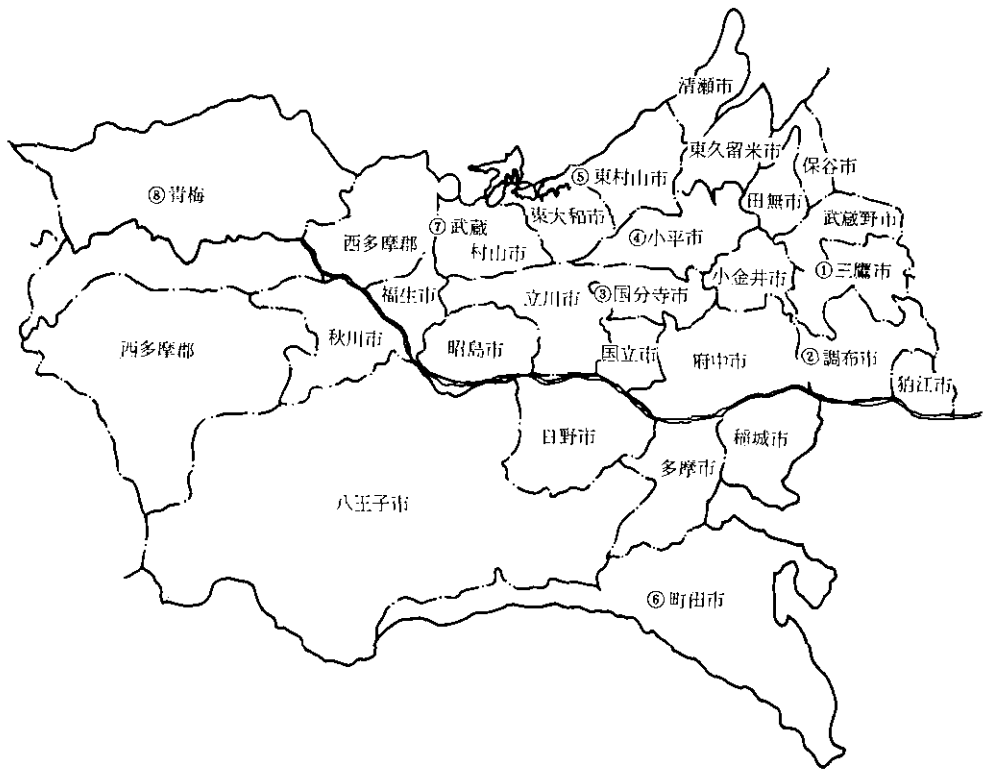 清瀬市
東久留米市
保谷市
⑤東村山市
⑧青梅
田無市
武蔵野市
東大和市
⑦武蔵
村山市
④小平市
西多摩郡
①三鷹市
小金井市
福生市
立川市
③国分寺市
秋川市
西多摩郡
昭島市
国立市
府中市
②調布市
狛江市
日野市
稲城市
多摩市
八王子市
⑥町田市